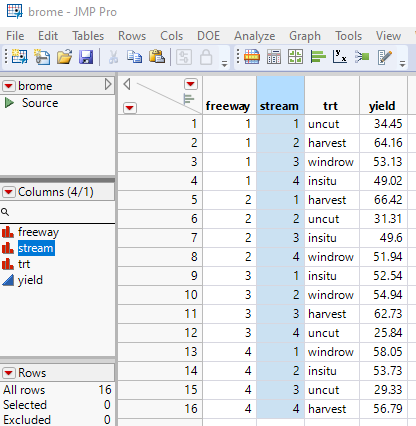 brome - JMP Pro
File Edit Tables Rows Cols DOE Analyze Graph Tools
brome
Source
Columns (4/1)
freeway
stream
trt
yield
Rows
All rows 16
Selected 0
Excluded 0
freeway stream trt yield
1 1 1 uncut 34.45
2 1 2 harvest 64.16
3 1 3 windrow 53.13
4 1 4 insitu 49.02
5 2 1 harvest 66.42
6 2 2 uncut 31.31
7 2 3 insitu 49.6
8 2 4 windrow 51.94
9 3 1 insitu 52.54
10 3 2 windrow 54.94
11 3 3 harvest 62.73
12 3 4 uncut 25.84
13 4 1 windrow 58.05
14 4 2 insitu 53.73
15 4 3 uncut 29.33
16 4 4 harvest 56.79